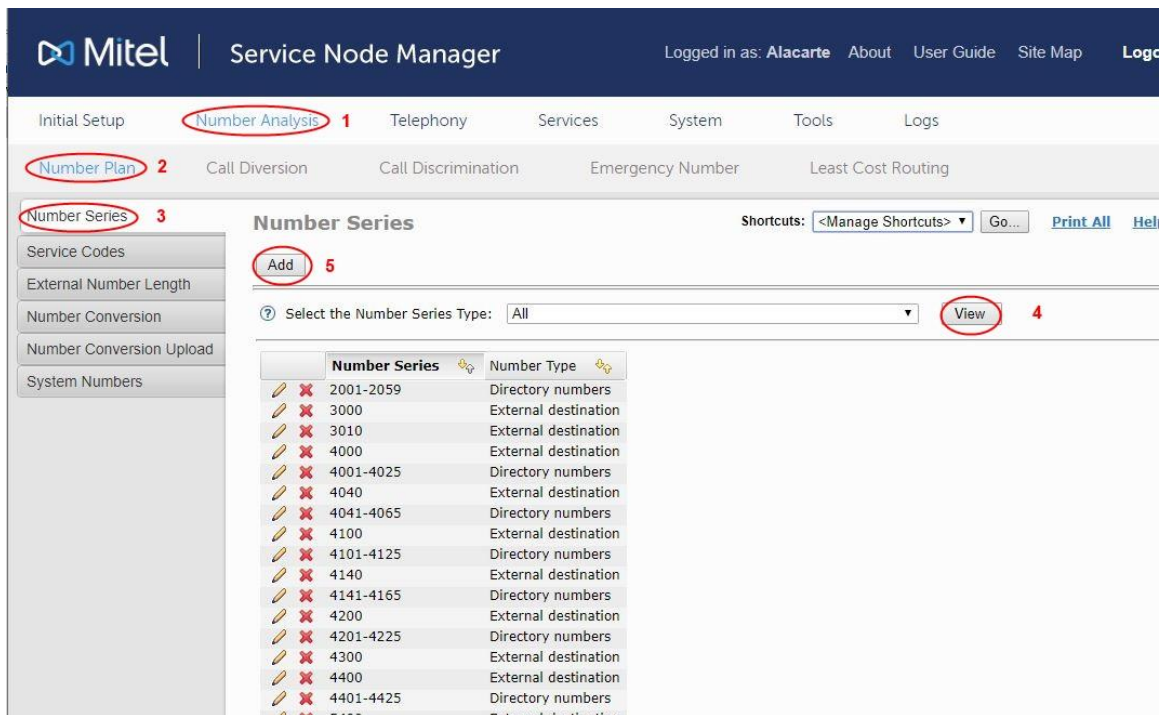 Mitel | Service Node Manager Logged in as: Alacarte About User Guide Site Map
Initial Setup Number Analysis 1 Telephony Services System Tools Logs
Number Plan 2 Call Diversion Call Discrimination Emergency Number Least Cost Routing
Number Series 3
Service Codes
External Number Length
Number Conversion
Number Conversion Upload
System Numbers
Number Series Shortcuts: <Manage Shortcuts> Go... Print All
Add 5
? Select the Number Series Type: All View 4
Number Series Number Type
2001-2059 Directory numbers
3000 External destination
3010 External destination
4000 External destination
4001-4025 Directory numbers
4040 External destination
4041-4065 Directory numbers
4100 External destination
4101-4125 Directory numbers
4140 External destination
4141-4165 Directory numbers
4200 External destination
4201-4225 Directory numbers
4300 External destination
4400 External destination
4401-4425 Directory numbers